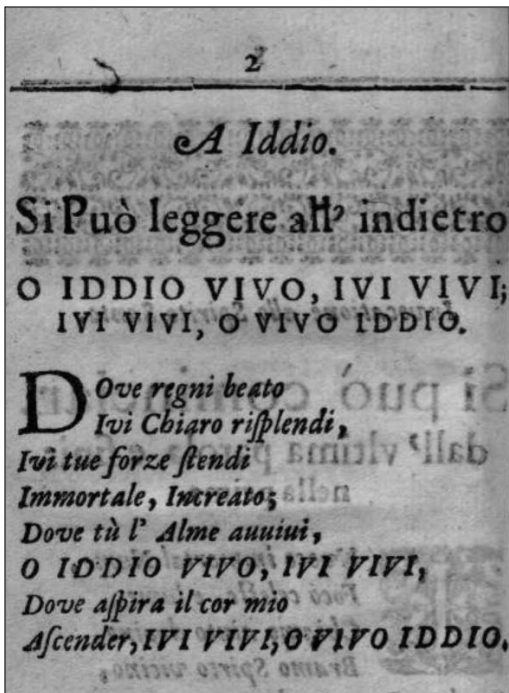 2
A Iddio.
Si Può leggere all' indietro
O IDDIO VIVO, IVI VIVI;
IVI VIVI, O VIVO IDDIO.
Dove regni beato
Ivi Chiaro riſplendi,
Ivi tue forze ſtendi
Immortale, Increato;
Dove tù l' Alme auuiui,
O IDDIO VIVO, IVI VIVI,
Dove aſpira il cor mio
Aſcender, IVI VIVI, O VIVO IDDIO.